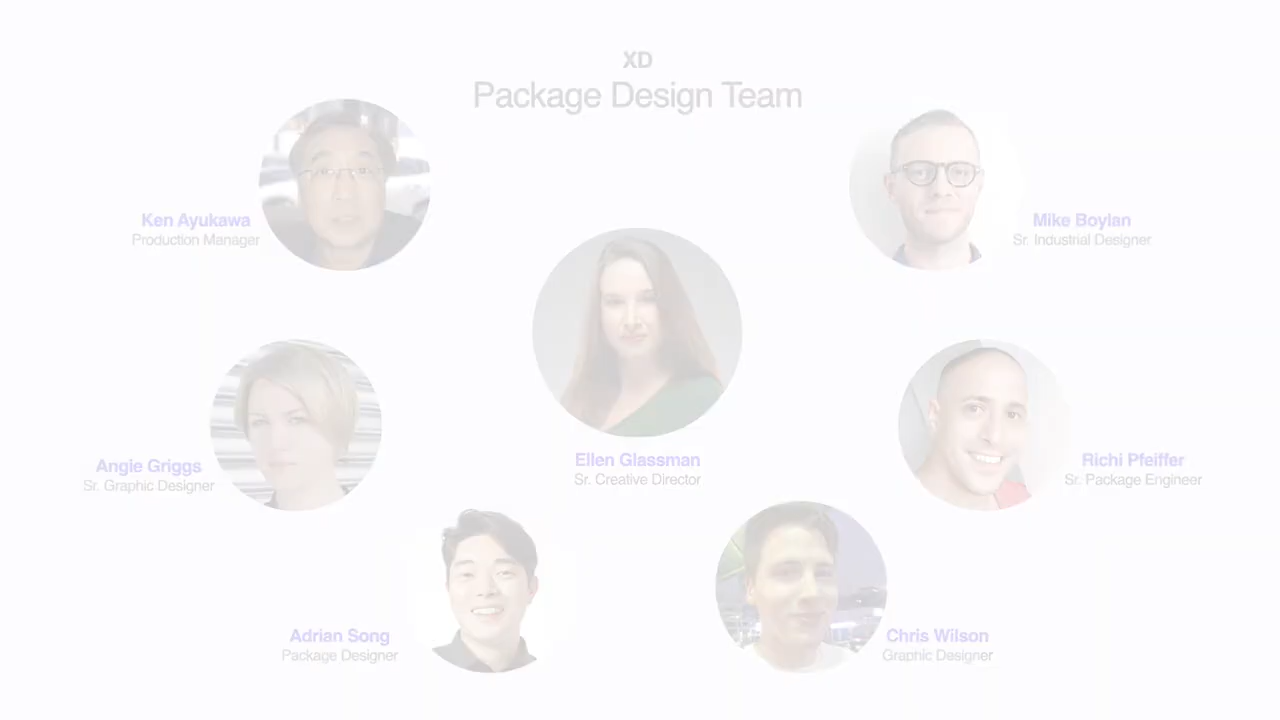 XD
Package Design Team
Ken Ayukawa
Production Manager
Mike Boylan
Sr. Industrial Designer
Angie Griggs
Sr. Graphic Designer
Ellen Glassman
Sr. Creative Director
Richi Pfeiffer
Sr. Package Engineer
Adrian Song
Package Designer
Chris Wilson
Graphic Designer